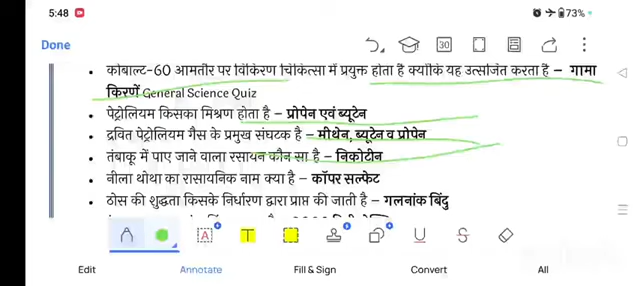 5:48
73%
Done
30
• कोबाल्ट-60 आमतौर पर विकिरण चिकित्सा में प्रयुक्त होता है क्योंकि यह उत्सर्जित करता है – गामा
किरणें General Science Quiz
• पेट्रोलियम किसका मिश्रण होता है – प्रोपेन एवं ब्यूटेन
• द्रवित पेट्रोलियम गैस के प्रमुख संघटक है – मीथेन, ब्यूटेन व प्रोपेन
• तंबाकू में पाए जाने वाला रसायन कौन सा है – निकोटीन
• नीला थोथा का रासायनिक नाम क्या है – कॉपर सल्फेट
• ठोस की शुद्धता किसके निर्धारण द्वारा प्राप्त की जाती है – गलनांक बिंदु
A T U S
Edit Annotate Fill & Sign Convert All